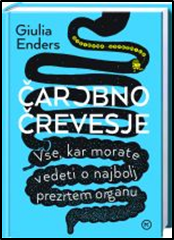 Giulia
Enders
ČAROBNO
ČREVESJE
Vse, kar morate
vedeti o najbolj
prezrtem organu